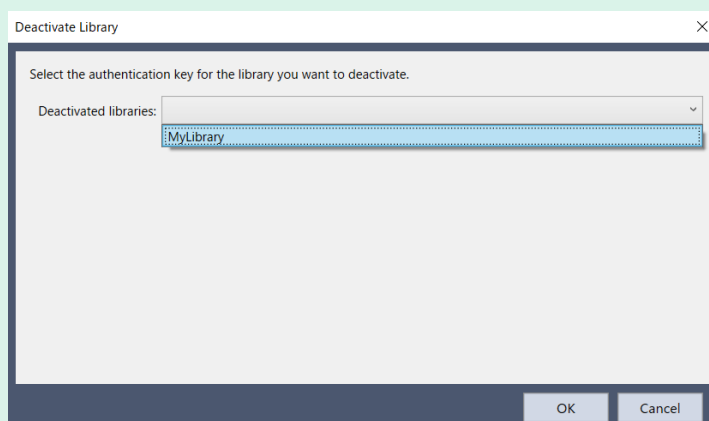 Deactivate Library
Select the authentication key for the library you want to deactivate.
Deactivated libraries:
MyLibrary
OK Cancel